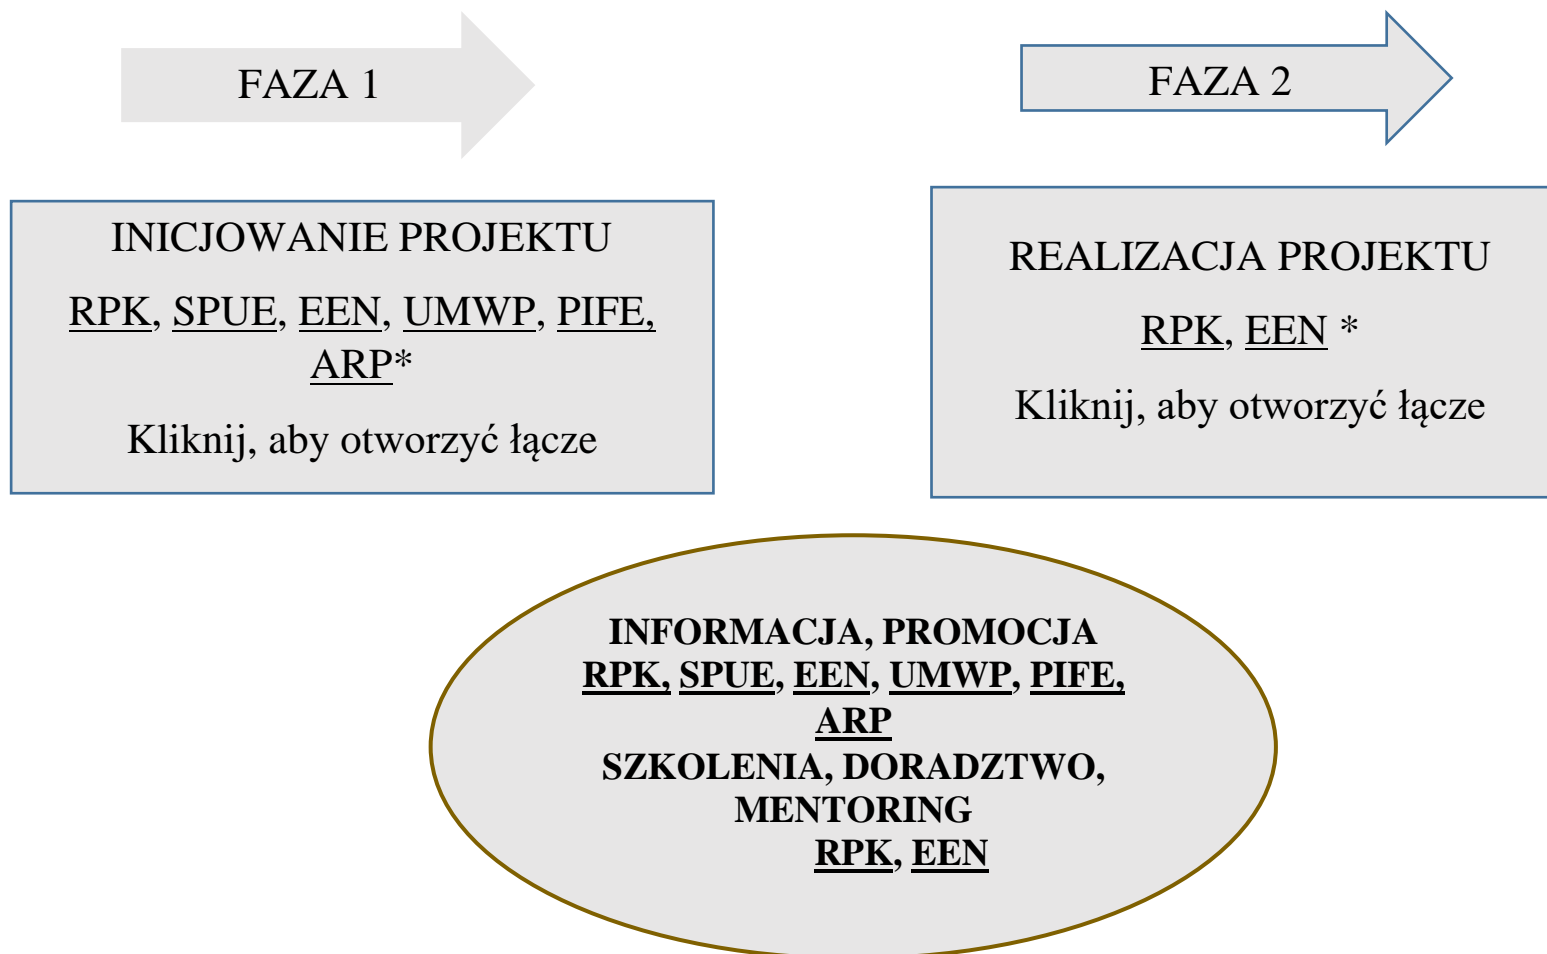 FAZA 1
FAZA 2
INICJOWANIE PROJEKTU
RPK, SPUE, EEN, UMWP, PIFE,
ARP*
Kliknij, aby otworzyć łącze
REALIZACJA PROJEKTU
RPK, EEN *
Kliknij, aby otworzyć łącze
INFORMACJA, PROMOCJA
RPK, SPUE, EEN, UMWP, PIFE,
ARP
SZKOLENIA, DORADZTWO,
MENTORING
RPK, EEN